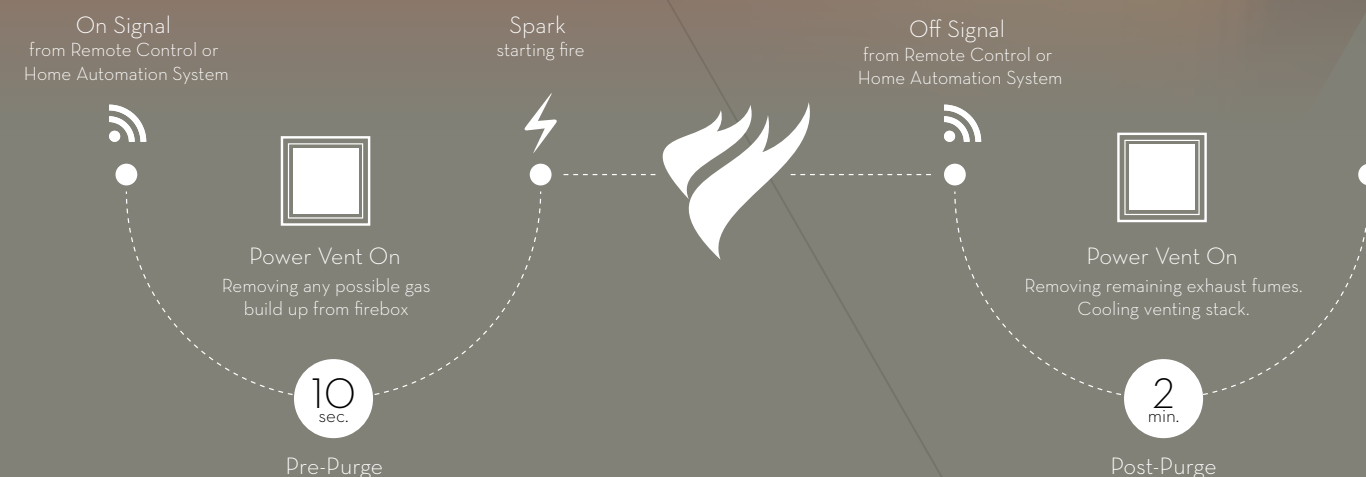 On Signal
from Remote Control or
Home Automation System
Spark
starting fire
Power Vent On
Removing any possible gas
build up from firebox
10
sec.
Pre-Purge
Off Signal
from Remote Control or
Home Automation System
Power Vent On
Removing remaining exhaust fumes.
Cooling venting stack.
2
min.
Post-Purge